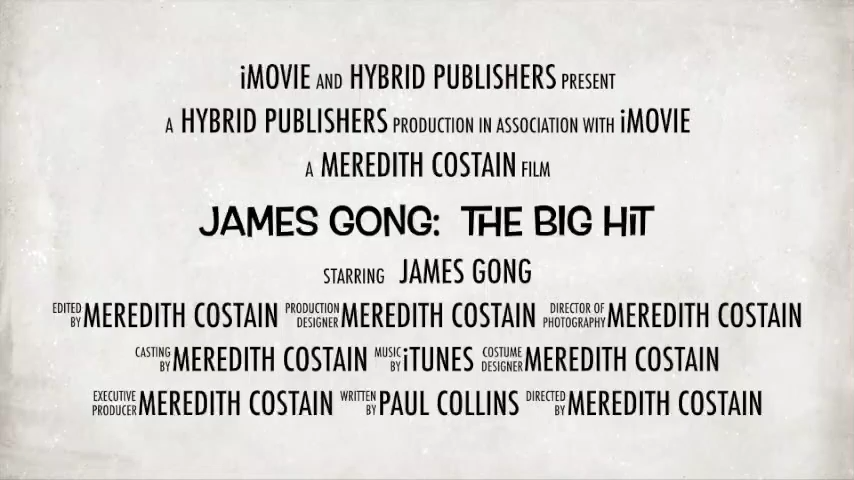 iMOVIE AND HYBRID PUBLISHERS PRESENT
A HYBRID PUBLISHERS PRODUCTION IN ASSOCIATION WITH iMOVIE
A MEREDITH COSTAIN FILM
JAMES GONG: THE BIG HIT
STARRING JAMES GONG
EDITED BY MEREDITH COSTAIN PRODUCTION DESIGNER MEREDITH COSTAIN DIRECTOR OF PHOTOGRAPHY MEREDITH COSTAIN
CASTING BY MEREDITH COSTAIN MUSIC BY iTUNES COSTUME DESIGNER MEREDITH COSTAIN
EXECUTIVE PRODUCER MEREDITH COSTAIN WRITTEN BY PAUL COLLINS DIRECTED BY MEREDITH COSTAIN